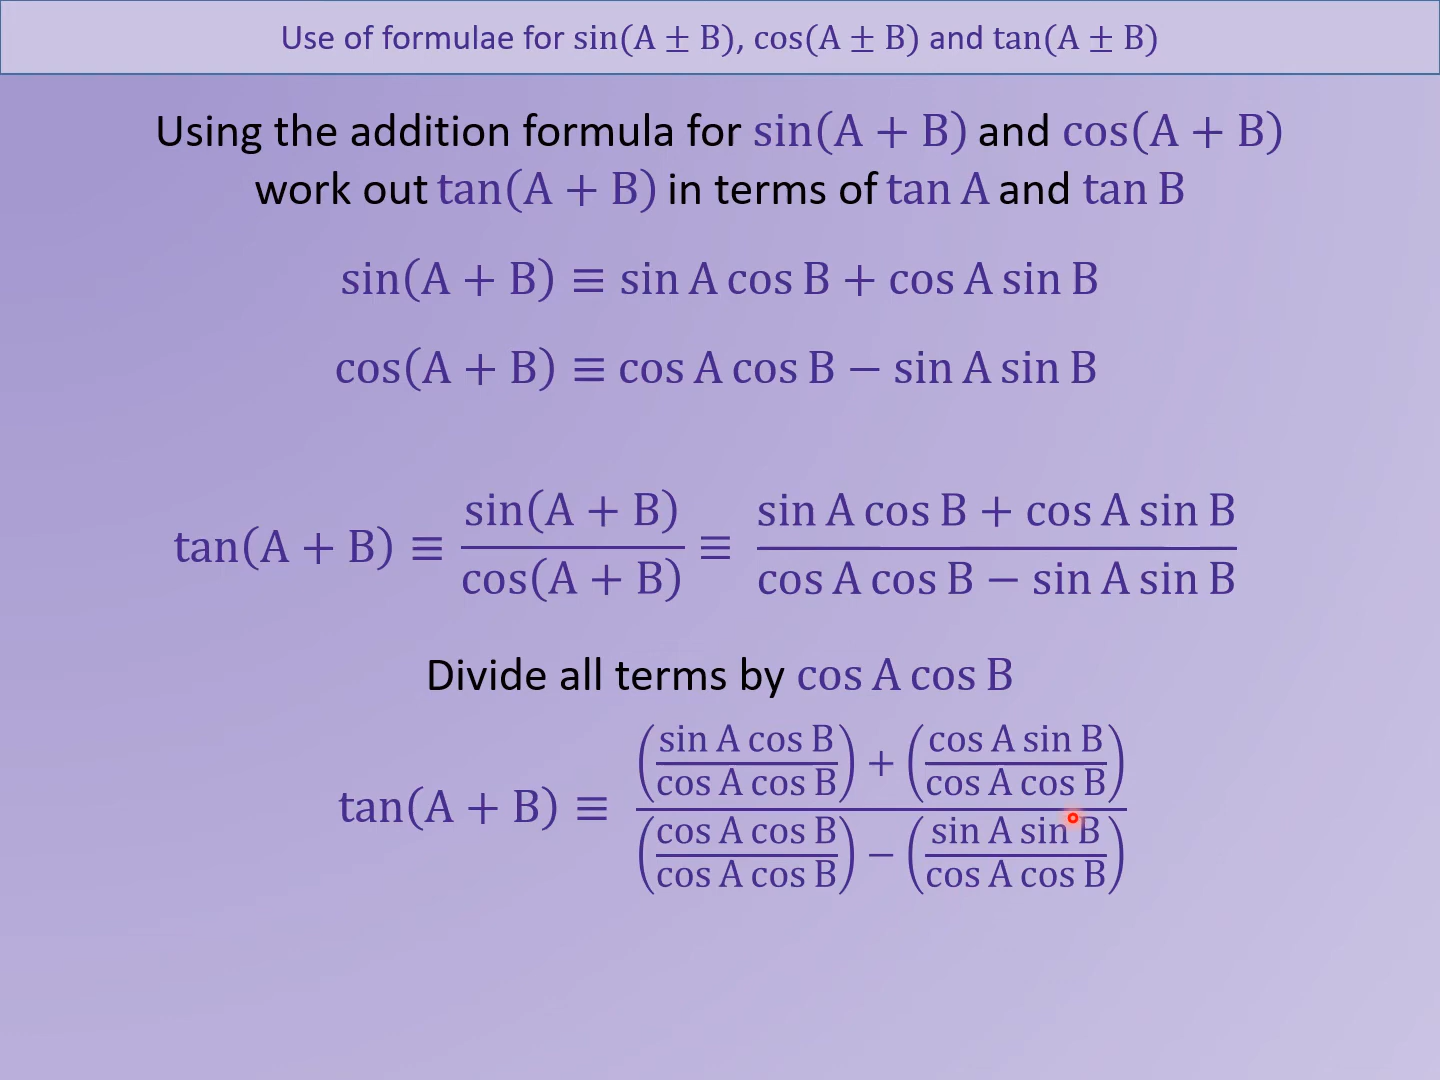 Use of formulae for sin(A ± B), cos(A ± B) and tan(A ± B)
Using the addition formula for sin(A + B) and cos(A + B)
work out tan(A + B) in terms of tan A and tan B
sin(A + B) ≡ sin A cos B + cos A sin B
cos(A + B) ≡ cos A cos B − sin A sin B
tan(A + B) ≡ sin(A + B)/cos(A + B) ≡ (sin A cos B + cos A sin B)/(cos A cos B − sin A sin B)
Divide all terms by cos A cos B
tan(A + B) ≡ ((sin A cos B/cos A cos B) + (cos A sin B/cos A cos B))/((cos A cos B/cos A cos B) − (sin A sin B/cos A cos B))